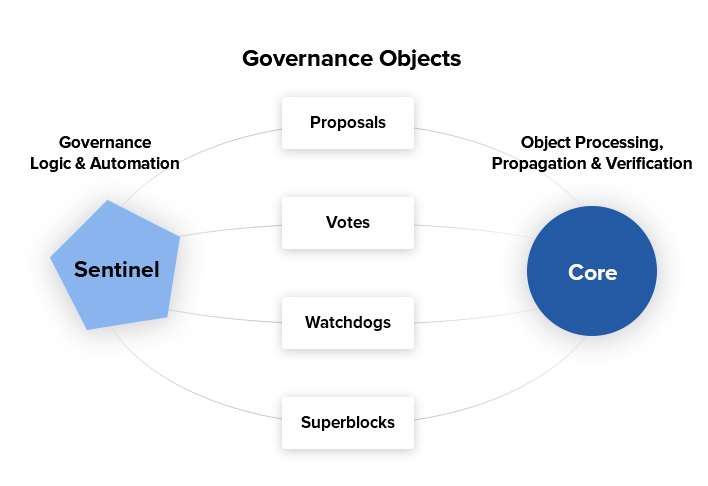 Governance Objects
Proposals
Governance
Logic & Automation
Object Processing,
Propagation & Verification
Votes
Sentinel
Core
Watchdogs
Superblocks